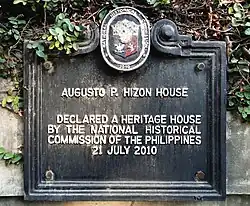 AUGUSTO P. HIZON HOUSE
DECLARED A HERITAGE HOUSE
BY THE NATIONAL HISTORICAL
COMMISSION OF THE PHILIPPINES
21 JULY 2010